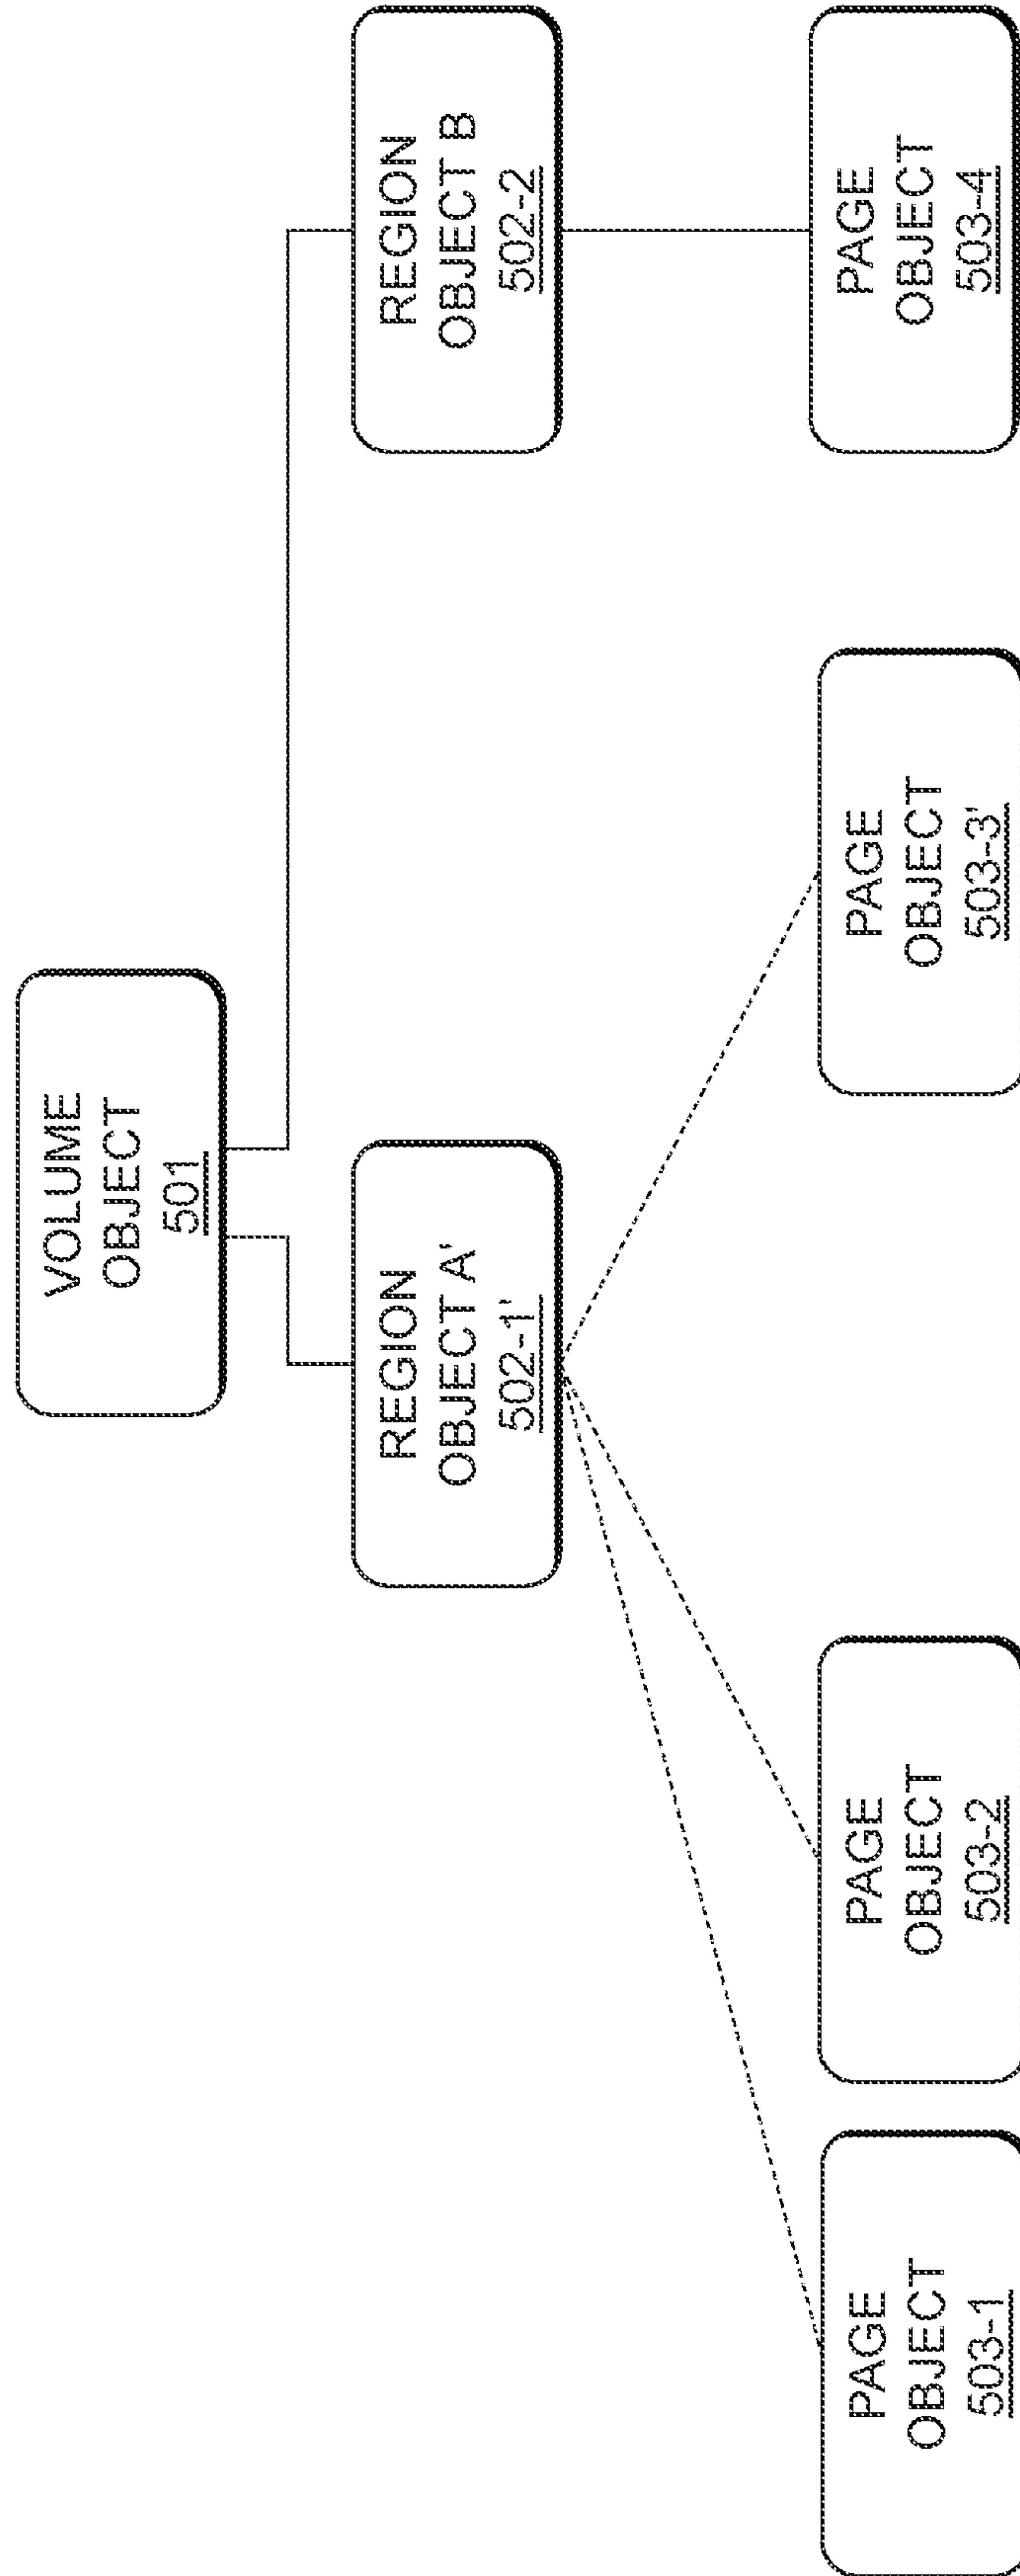 VOLUME
OBJECT
501
REGION
OBJECT A'
502-1'
REGION
OBJECT B
502-2
PAGE
OBJECT
503-1
PAGE
OBJECT
503-2
PAGE
OBJECT
503-3'
PAGE
OBJECT
503-4